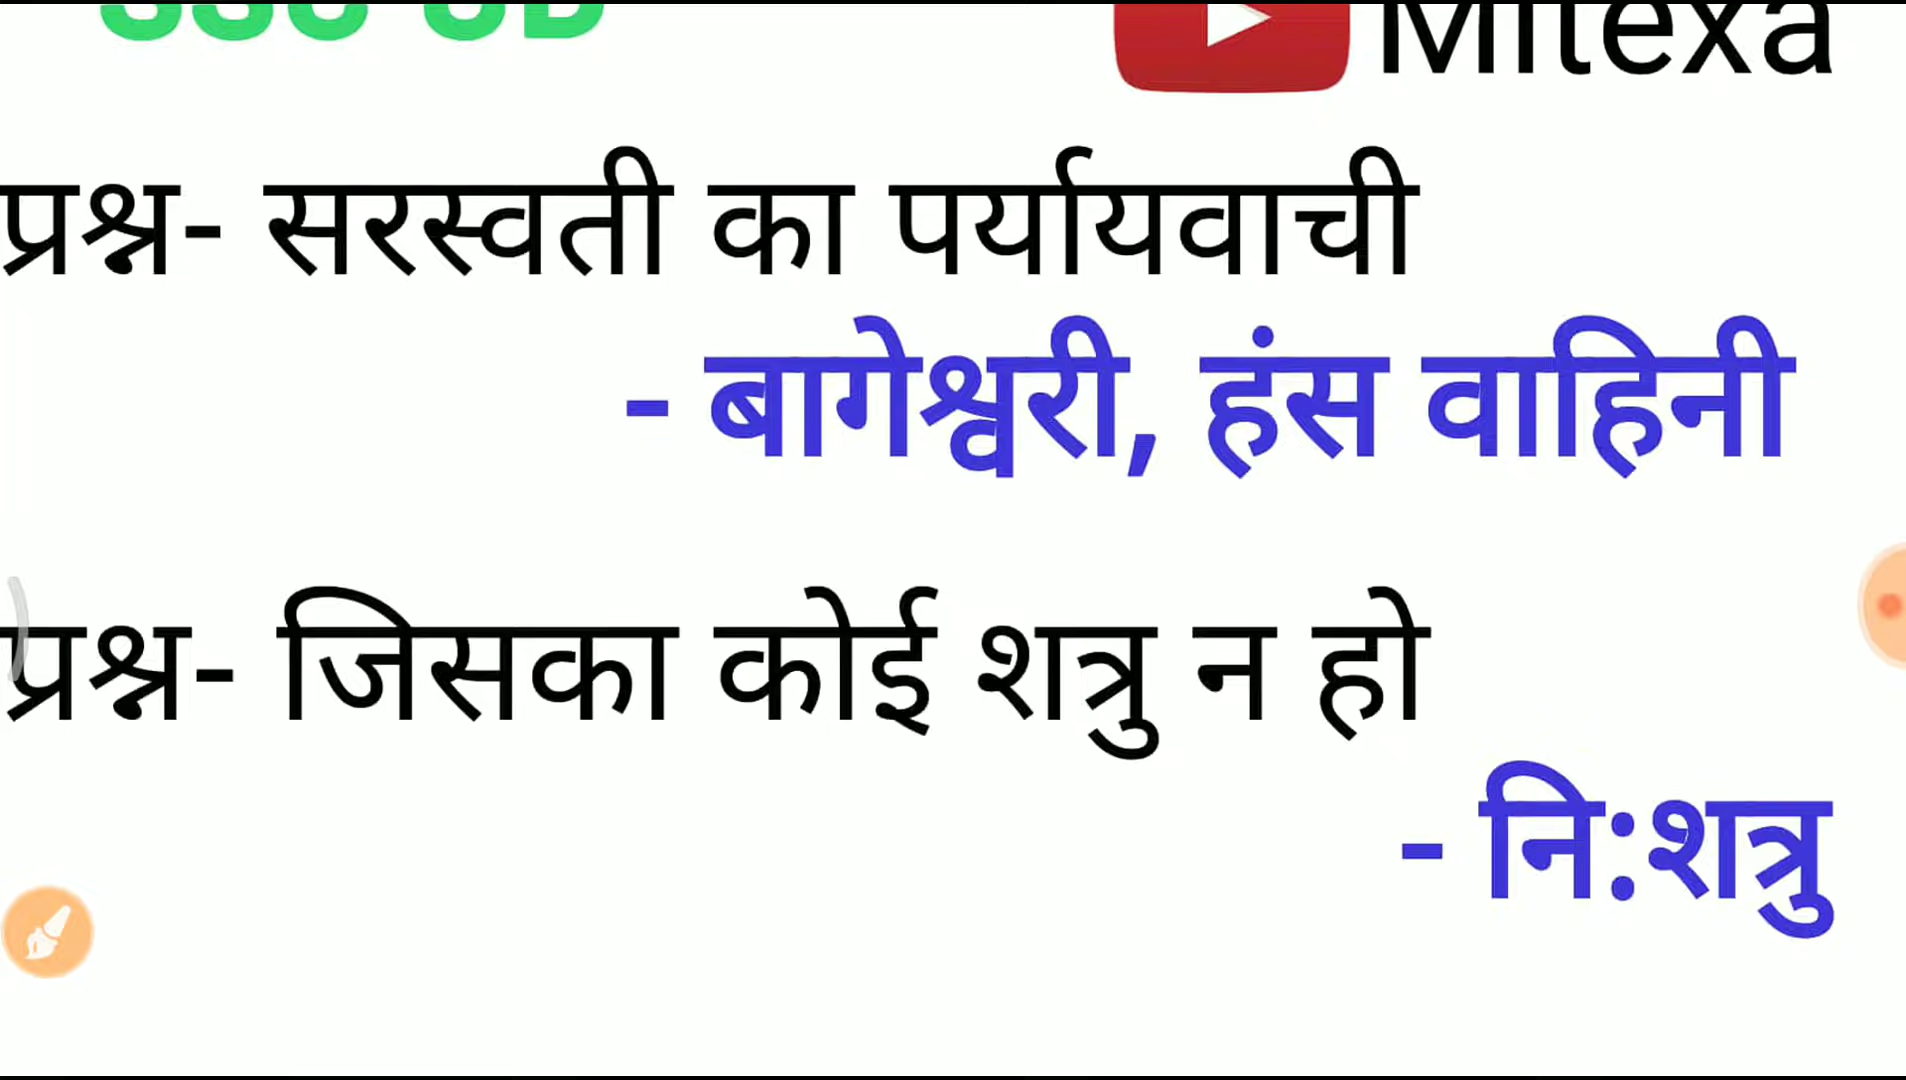 Mitexa
प्रश्न- सरस्वती का पर्यायवाची
- बागेश्वरी, हंस वाहिनी
प्रश्न- जिसका कोई शत्रु न हो
- नि:शत्रु